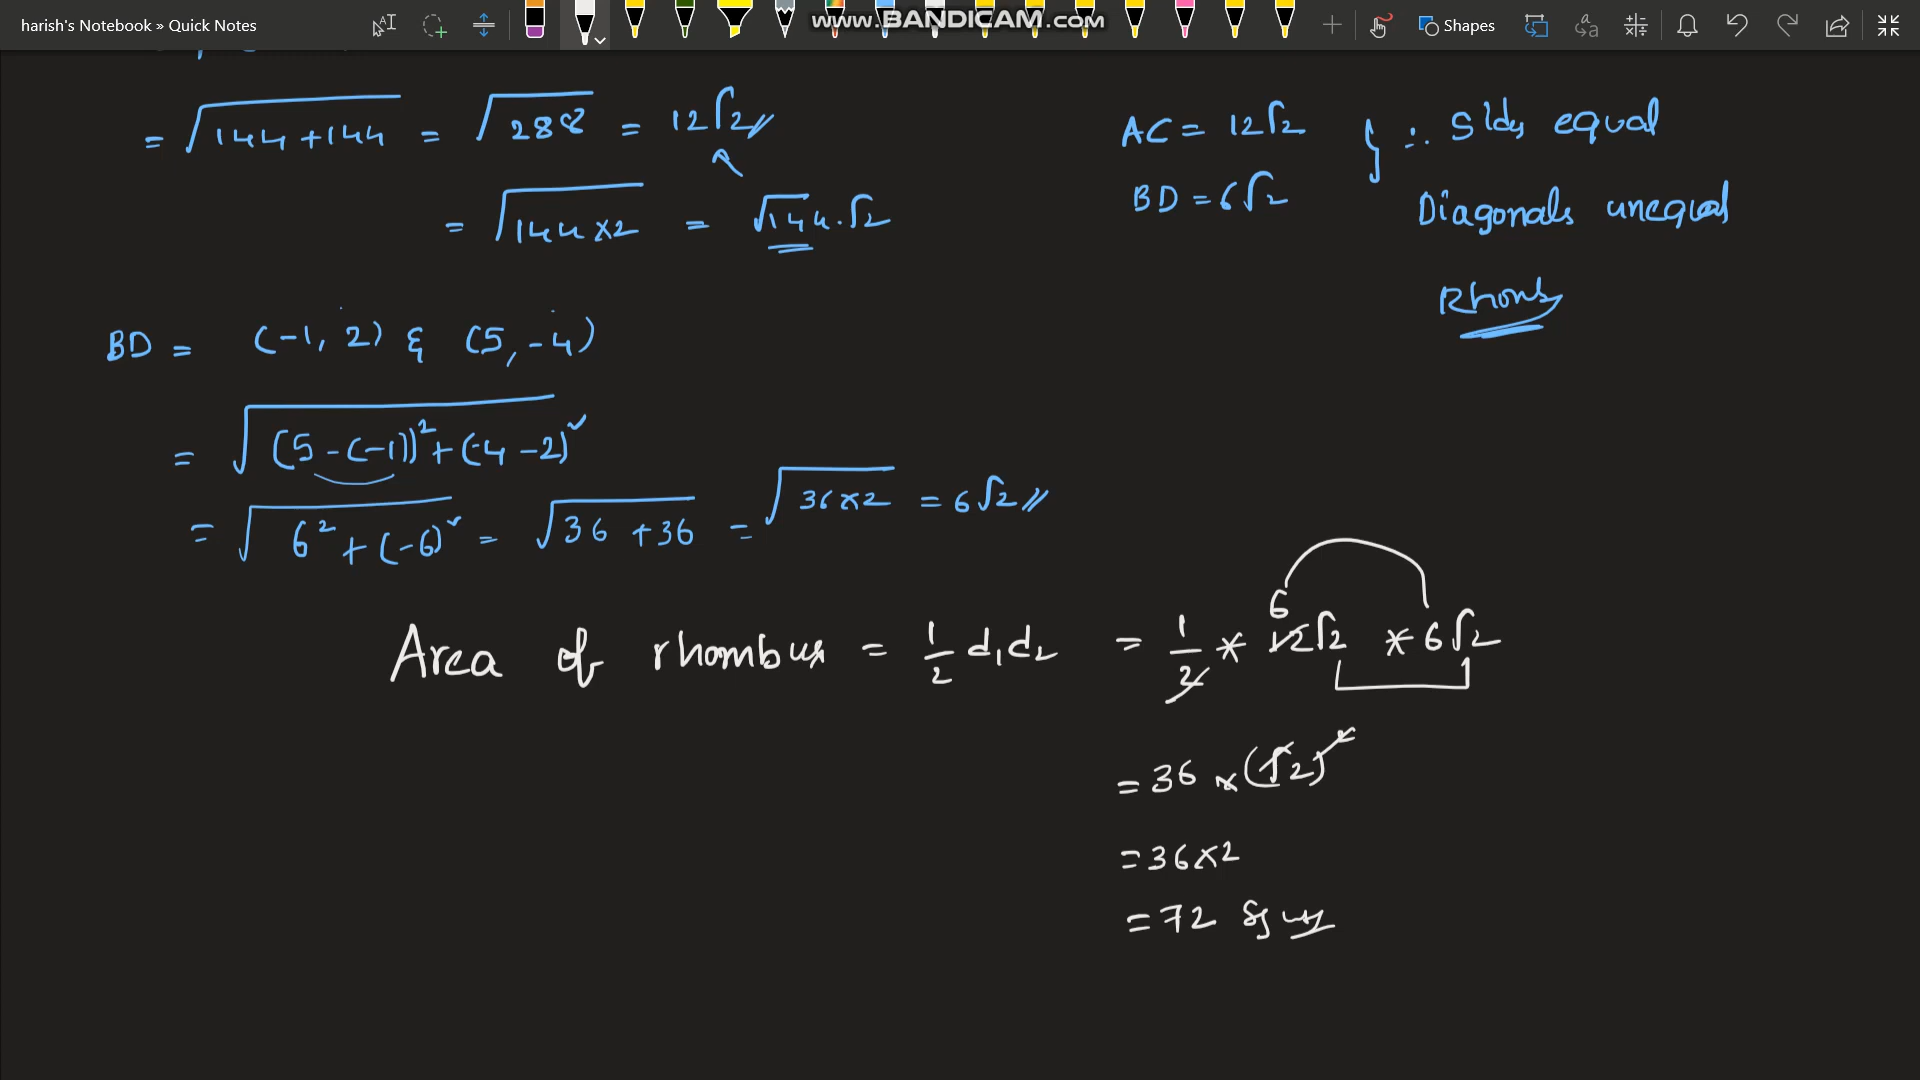 harish's Notebook » Quick Notes
www.BANDICAM.com
Shapes
= √144+144 = √288 = 12√2
= √144×2 = √144.√2
AC = 12√2
BD = 6√2
} ∴ Sides equal
Diagonals unequal
Rhombus
BD = (-1, 2) & (5, -4)
= √(5-(-1))²+(-4-2)²
= √6²+(-6)² = √36+36 = √36×2 = 6√2
Area of rhombus = 1/2 d₁d₂ = 1/2 * 12√2 * 6√2
6
= 36 × (√2)²
= 36×2
= 72 Sq